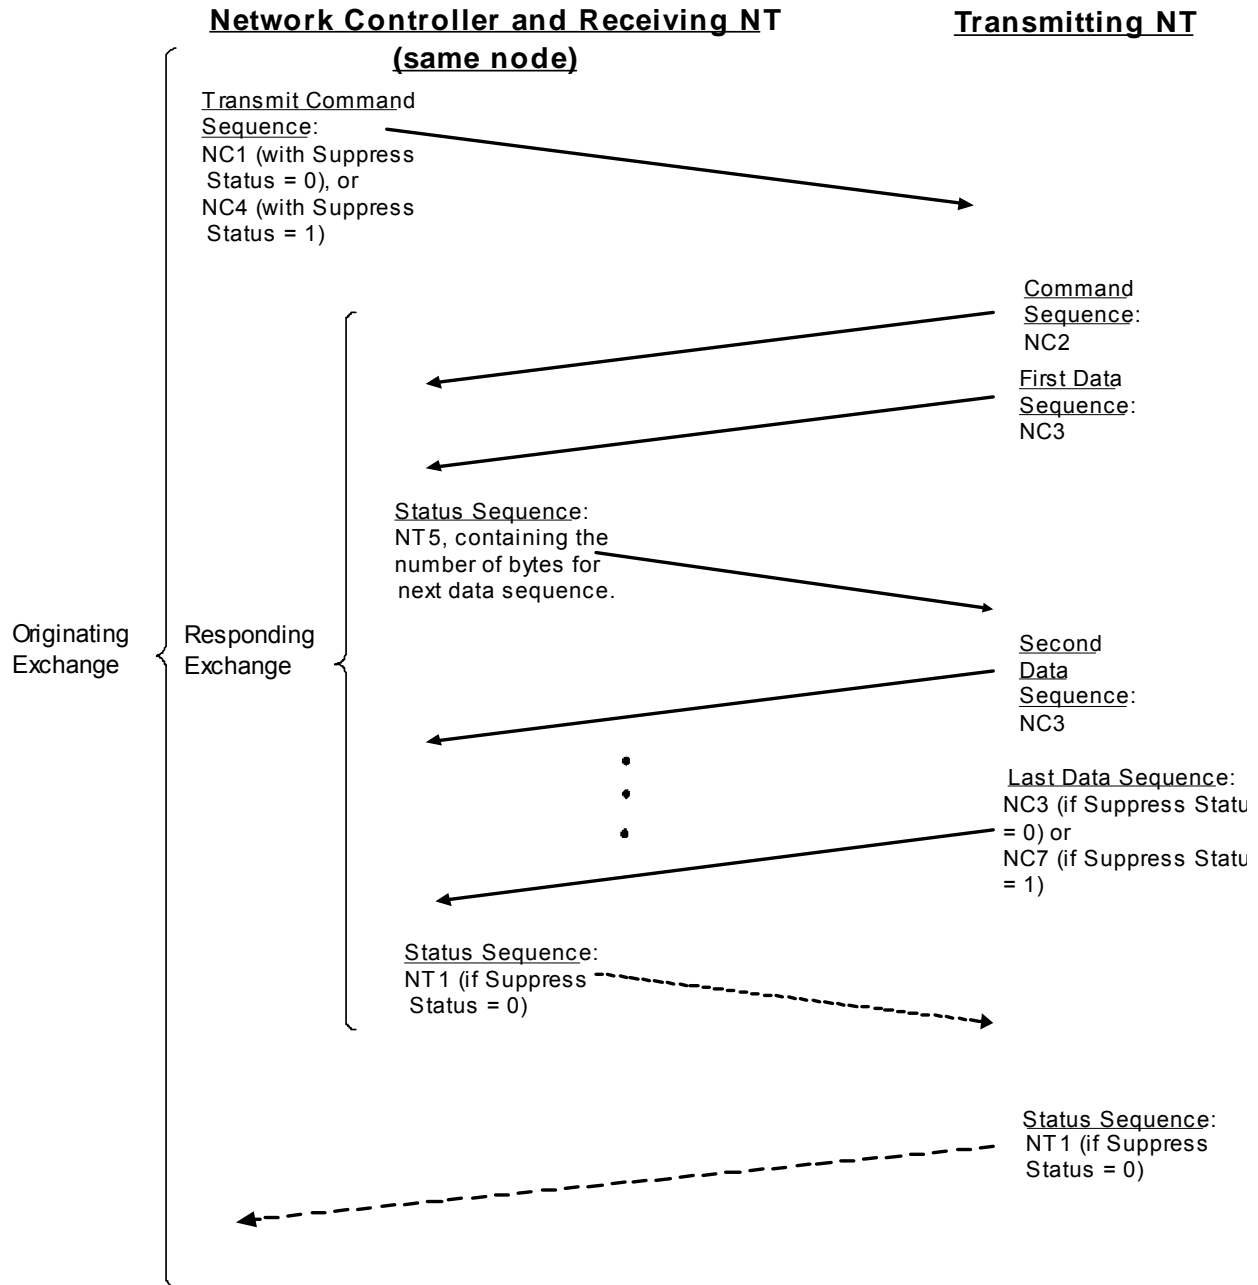 Network Controller and Receiving NT
(same node)
Transmitting NT
Transmit Command
Sequence:
NC1 (with Suppress
Status = 0), or
NC4 (with Suppress
Status = 1)
Command
Sequence:
NC2
First Data
Sequence:
NC3
Status Sequence:
NT5, containing the
number of bytes for
next data sequence.
Originating
Exchange
Responding
Exchange
Second
Data
Sequence:
NC3
Last Data Sequence:
NC3 (if Suppress Statu
= 0) or
NC7 (if Suppress Statu
= 1)
Status Sequence:
NT1 (if Suppress
Status = 0)
Status Sequence:
NT1 (if Suppress
Status = 0)